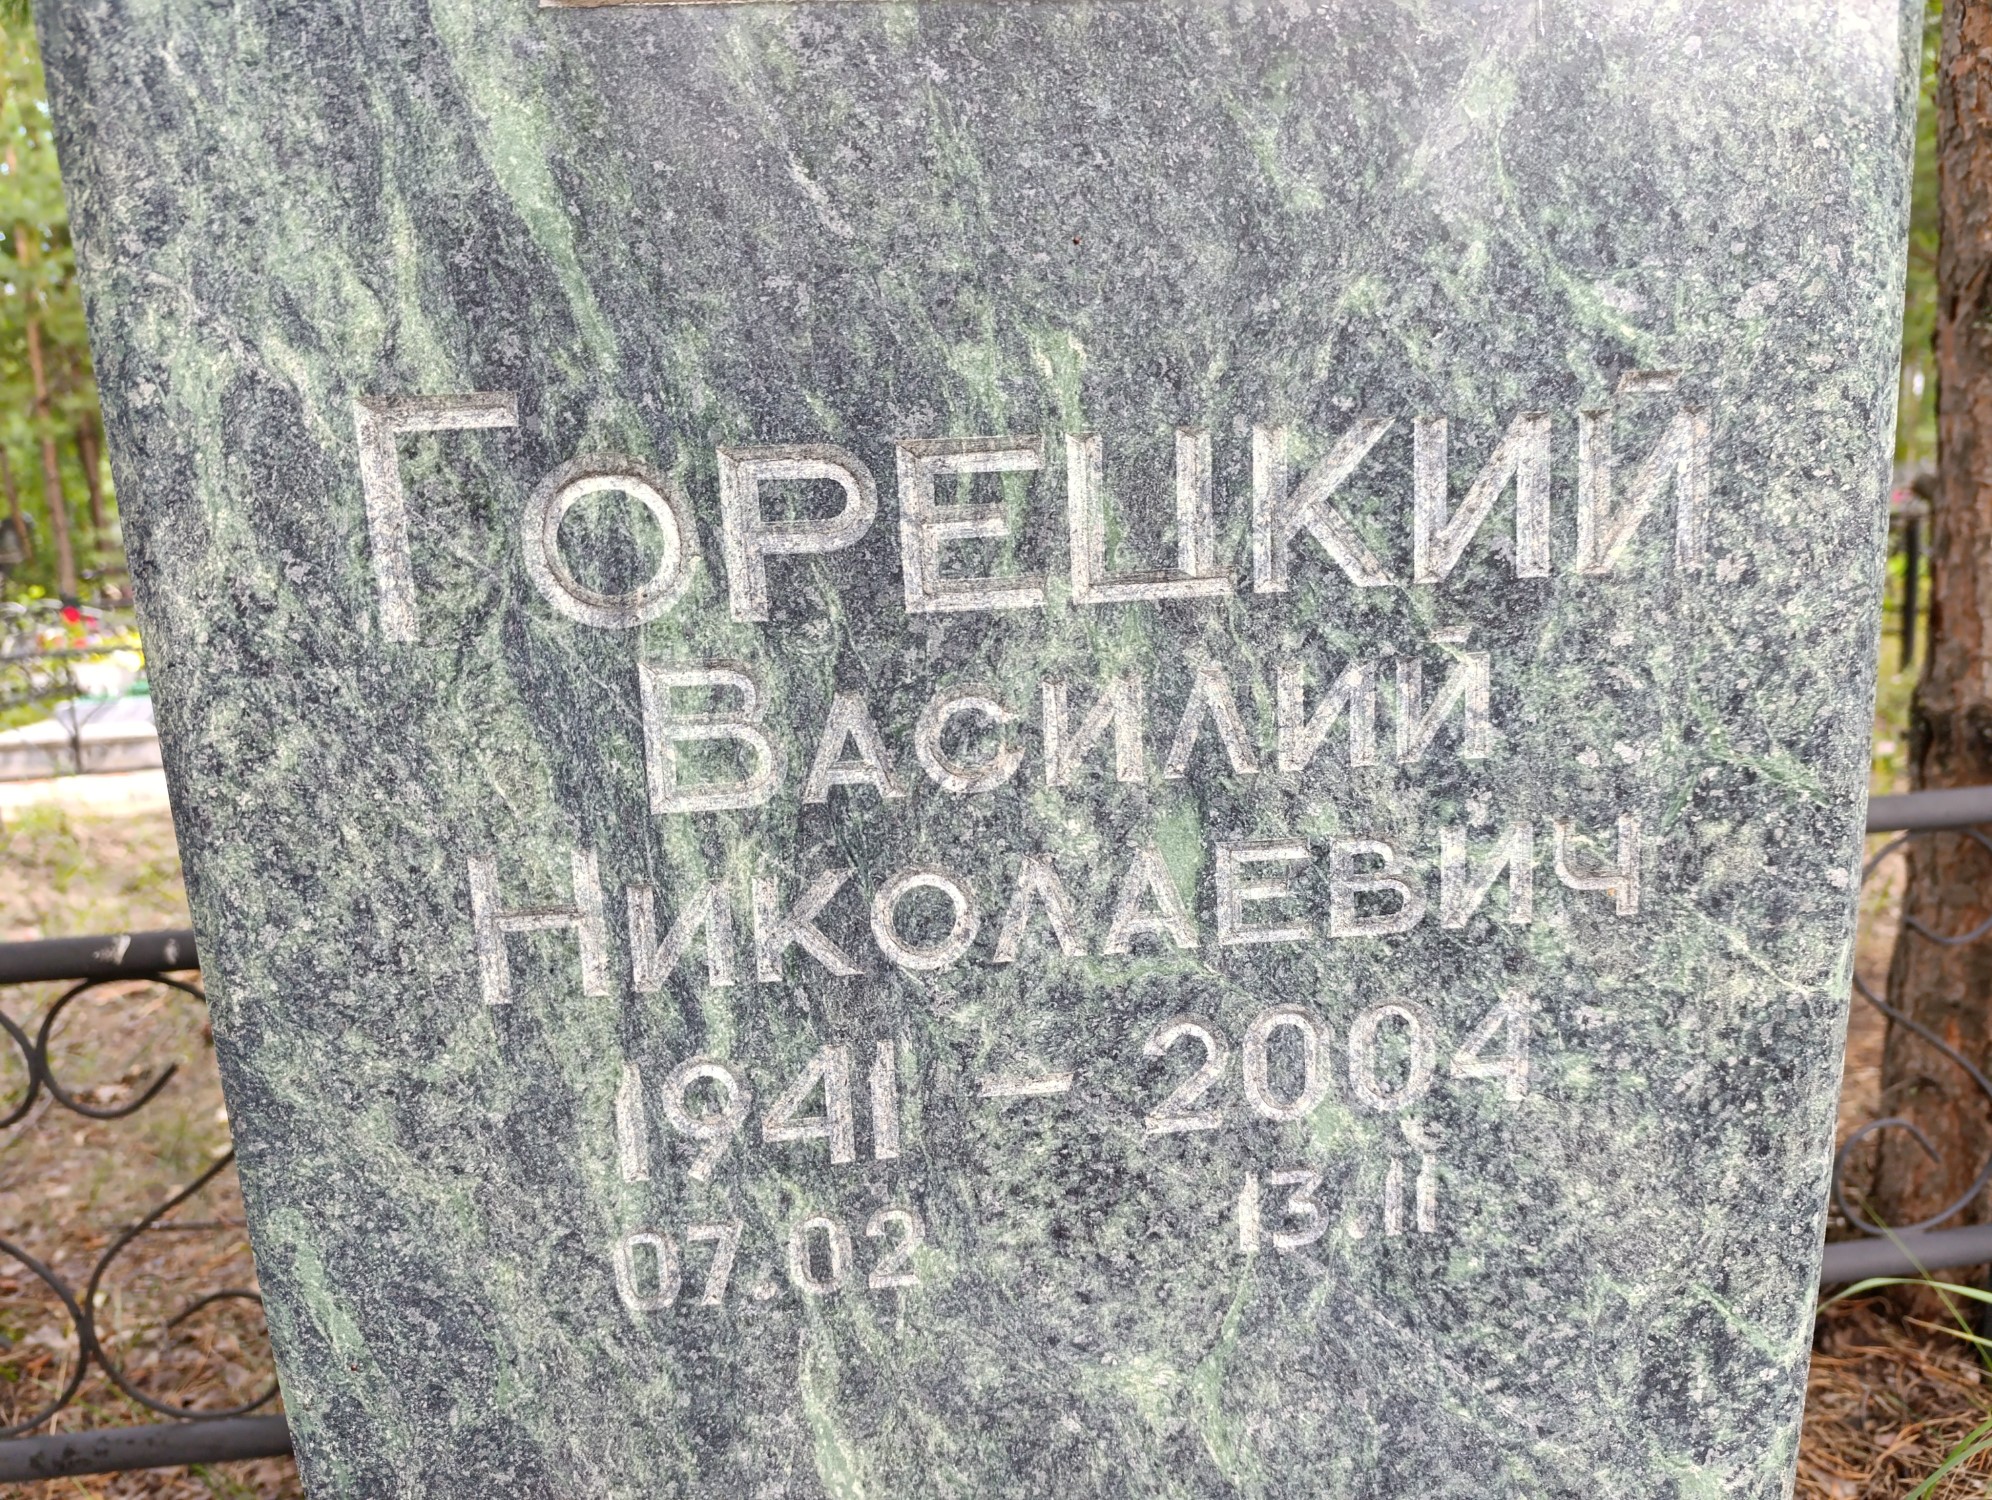 Горецкий
Василий
Николаевич
1941 – 2004
07.02 13.11